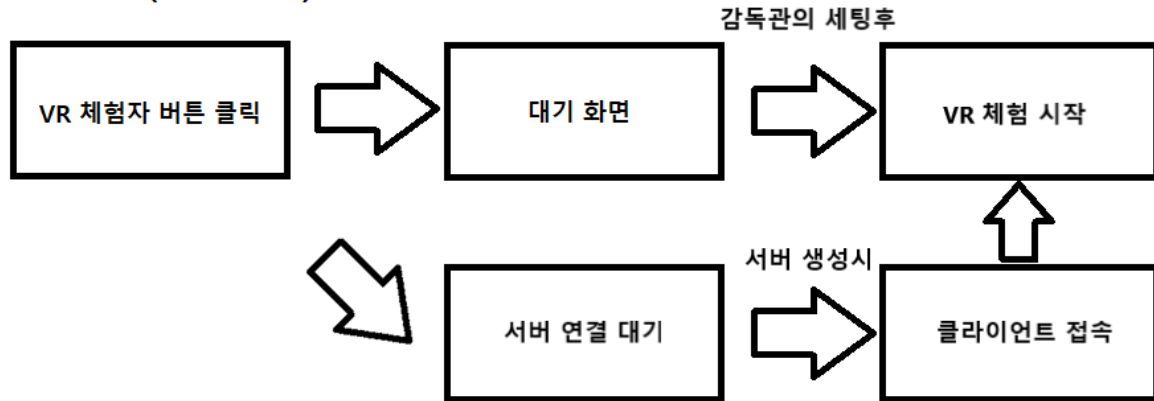 감독관의 세팅후
VR 체험자 버튼 클릭
대기 화면
VR 체험 시작
서버 생성시
서버 연결 대기
클라이언트 접속